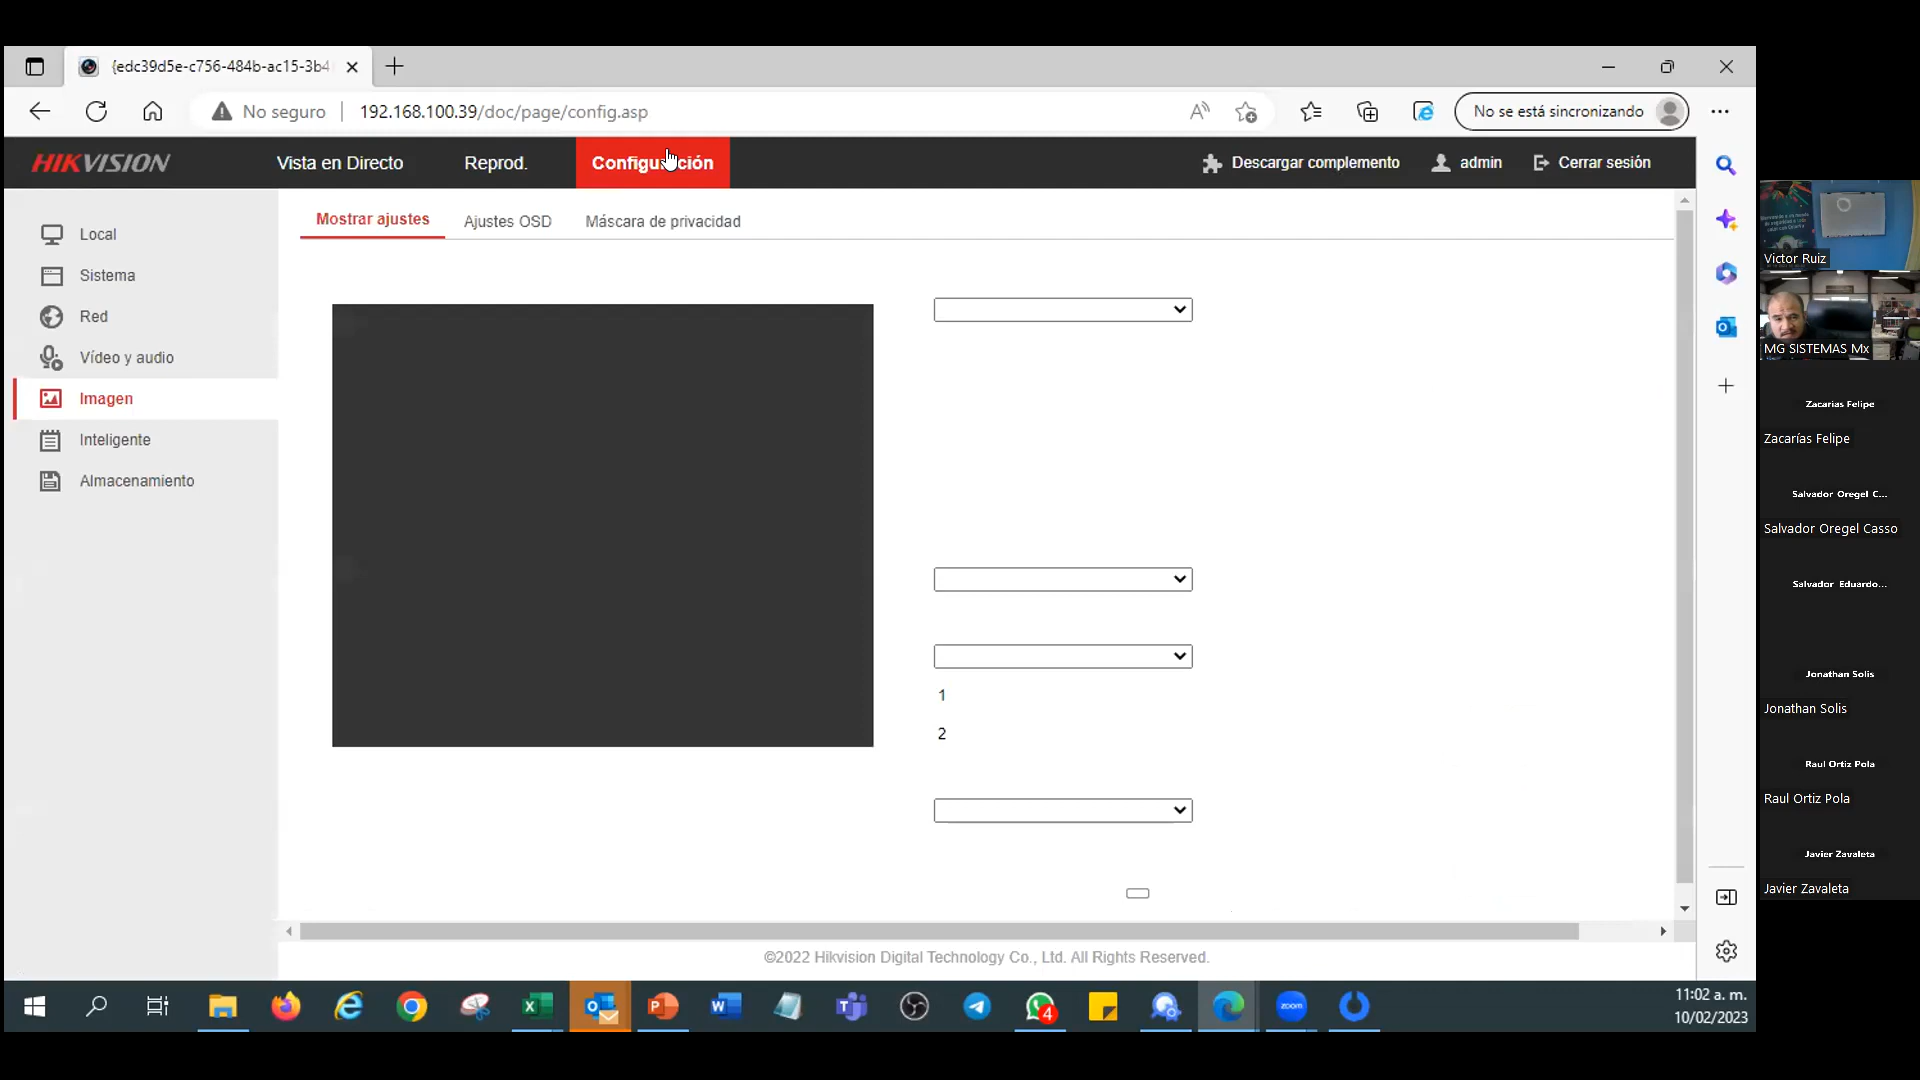 {edc39d5e-c756-484b-ac15-3b4
No seguro
192.168.100.39/doc/page/config.asp
No se está sincronizando
HIKVISION
Vista en Directo
Reprod.
Configuración
Descargar complemento
admin
Cerrar sesión
Local
Sistema
Red
Vídeo y audio
Imagen
Inteligente
Almacenamiento
Mostrar ajustes
Ajustes OSD
Máscara de privacidad
1
2
©2022 Hikvision Digital Technology Co., Ltd. All Rights Reserved.
Victor Ruiz
MG SISTEMAS Mx
Zacarias Felipe
Zacarías Felipe
Salvador Oregel C...
Salvador Oregel Casso
Salvador Eduardo...
Jonathan Solis
Jonathan Solis
Raul Ortiz Pola
Raul Ortiz Pola
Javier Zavaleta
Javier Zavaleta
4
zoom
11:02 a. m.
10/02/2023